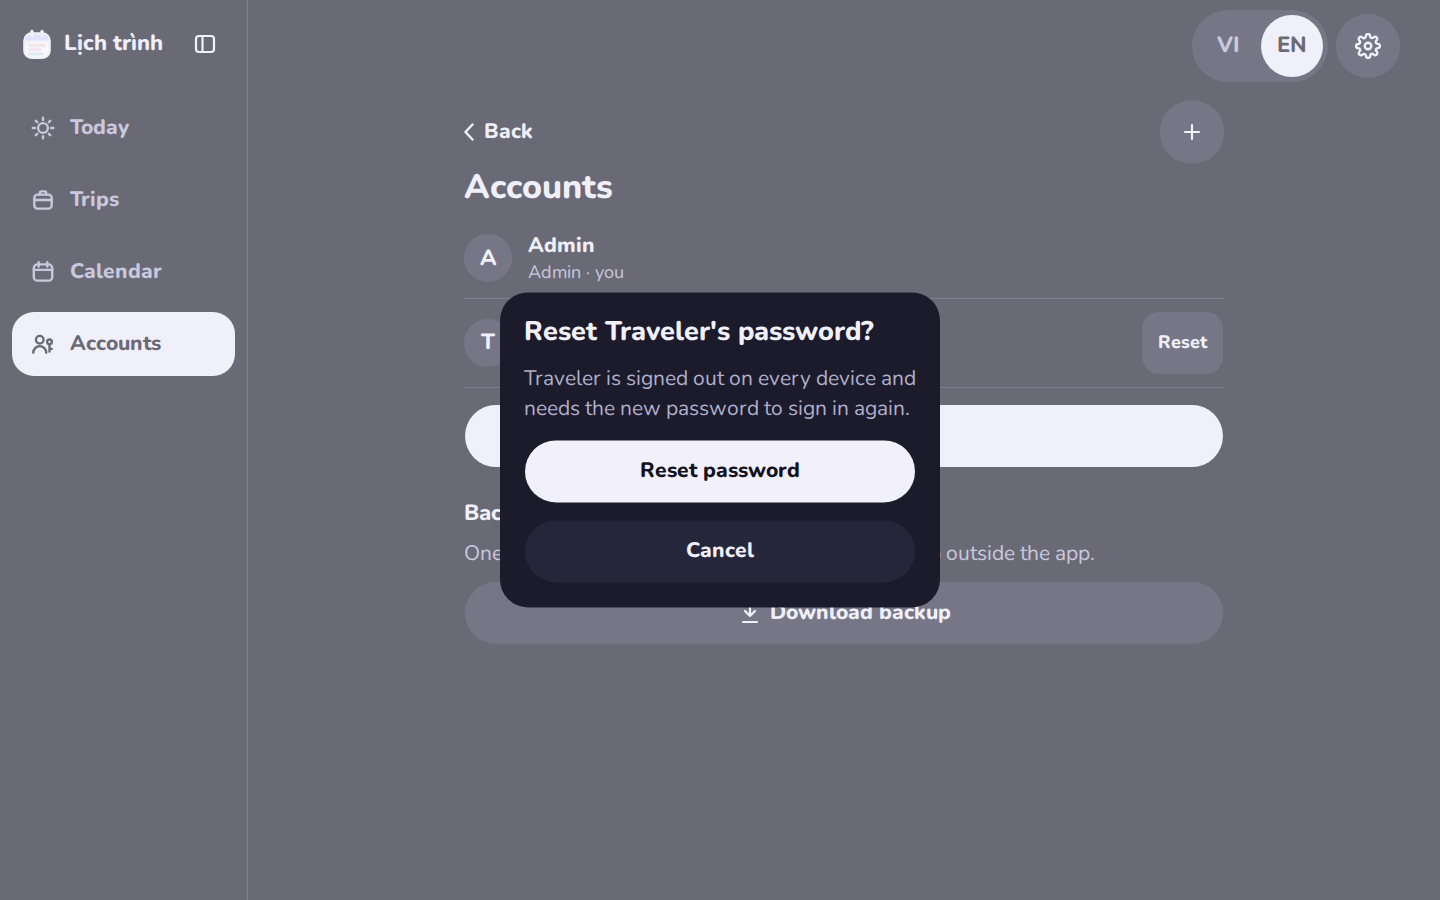 Lịch trình
VI
EN
Today
Trips
Calendar
Accounts
Back
Accounts
A
Admin
Admin · you
T
Reset
Reset Traveler's password?
Traveler is signed out on every device and
needs the new password to sign in again.
Reset password
Cancel
One
outside the app.
Download backup